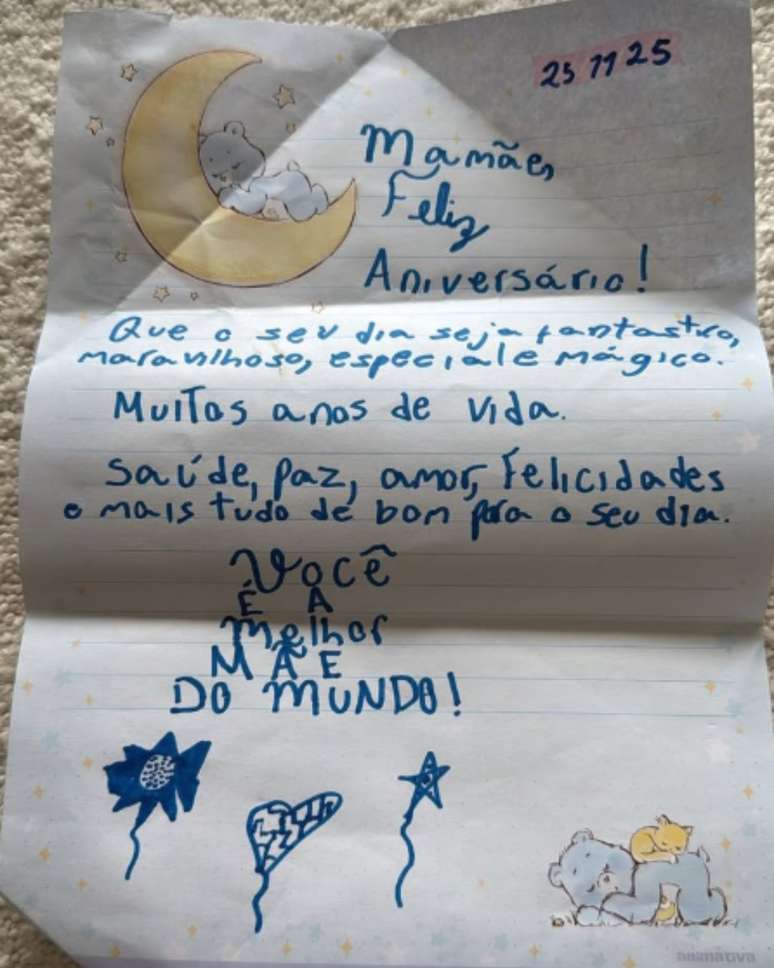 25 11 25
Mamãe,
Feliz
Aniversário!
Que o seu dia seja fantastico,
maravilhoso, especial e mágico.
Muitos anos de vida.
Saúde, paz, amor, Felicidades
e mais tudo de bom para o seu dia.
Você
É A
Melhor
MÃE
DO MUNDO!